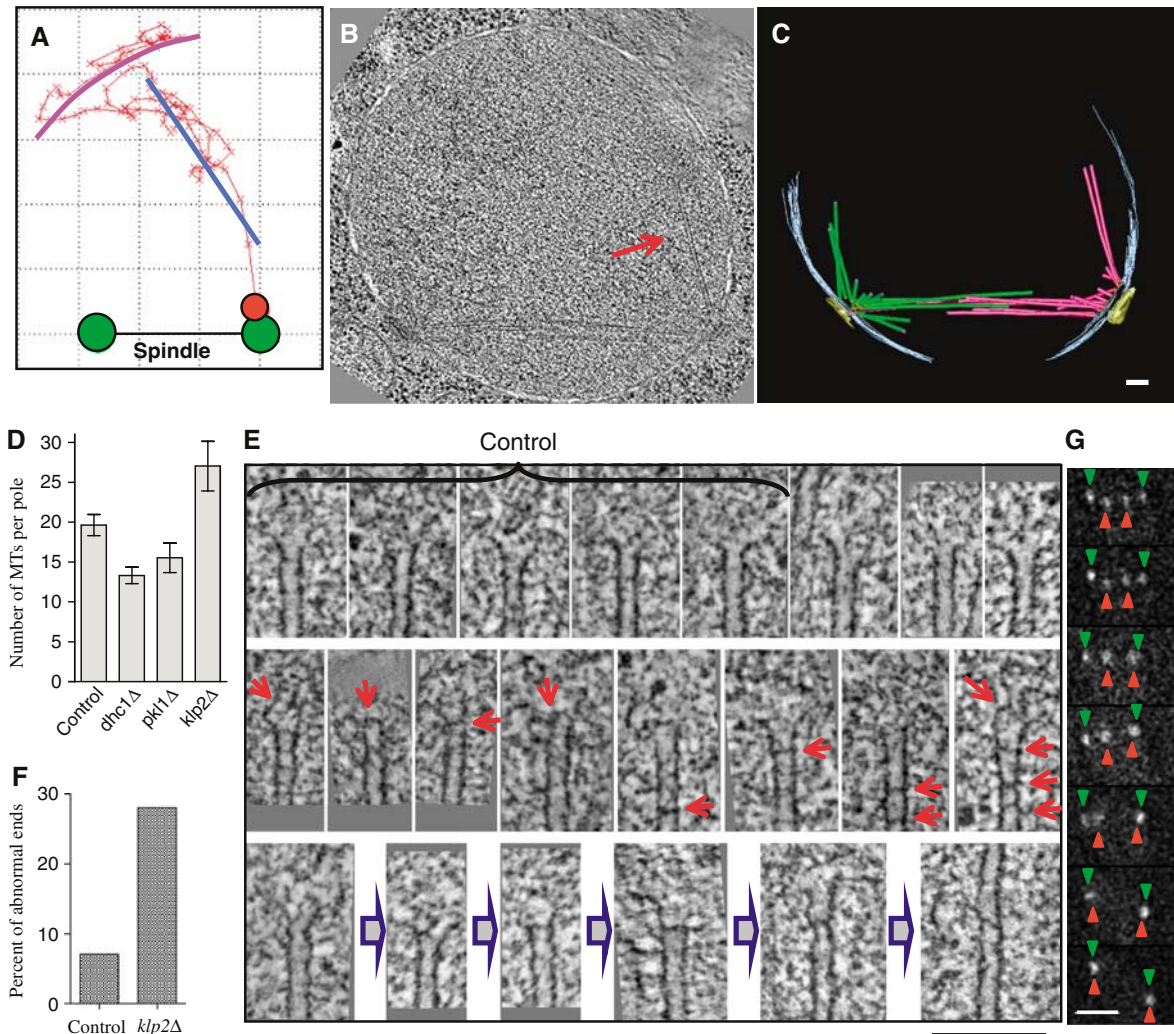 A
Spindle
B
C
D
Number of MTs per pole
30
25
20
15
10
5
0
Control
dhc1Δ
pkl1Δ
klp2Δ
E
Control
G
F
Percent of abnormal ends
30
20
10
0
Control
klp2Δ